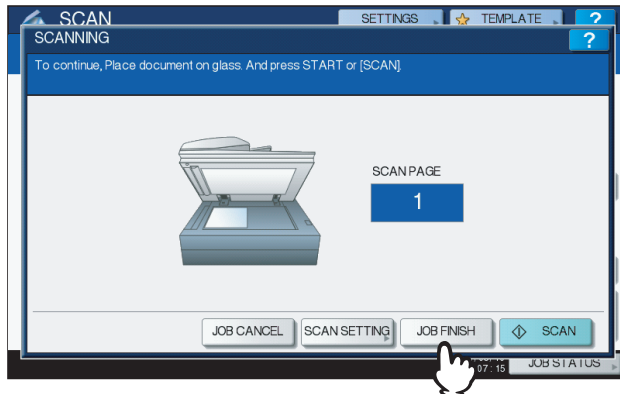 SCAN
SETTINGS
TEMPLATE
?
SCANNING
?
To continue, Place document on glass. And press START or [SCAN].
SCAN PAGE
1
JOB CANCEL
SCAN SETTING
JOB FINISH
SCAN
07 : 15
JOB STATUS